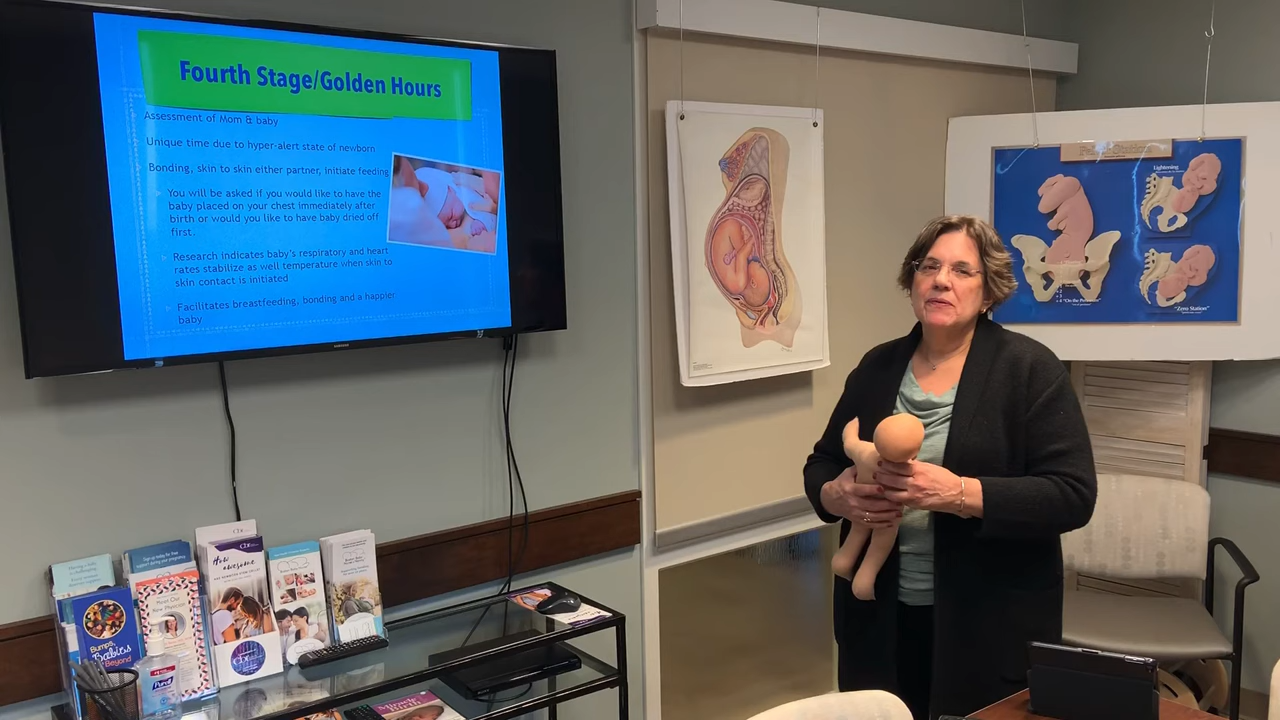 Fourth Stage/Golden Hours
Assessment of Mom & baby
Unique time due to hyper-alert state of newborn
Bonding, skin to skin either partner, initiate feeding
You will be asked if you would like to have the
baby placed on your chest immediately after
birth or would you like to have baby dried off
first.
Research indicates baby's respiratory and heart
rates stabilize as well temperature when skin to
skin contact is initiated
Facilitates breastfeeding, bonding and a happier
baby
SAMSUNG
Lightening
"Zero Station"
How awesome
Bumps,
Babies
Beyond
Purell
Birth